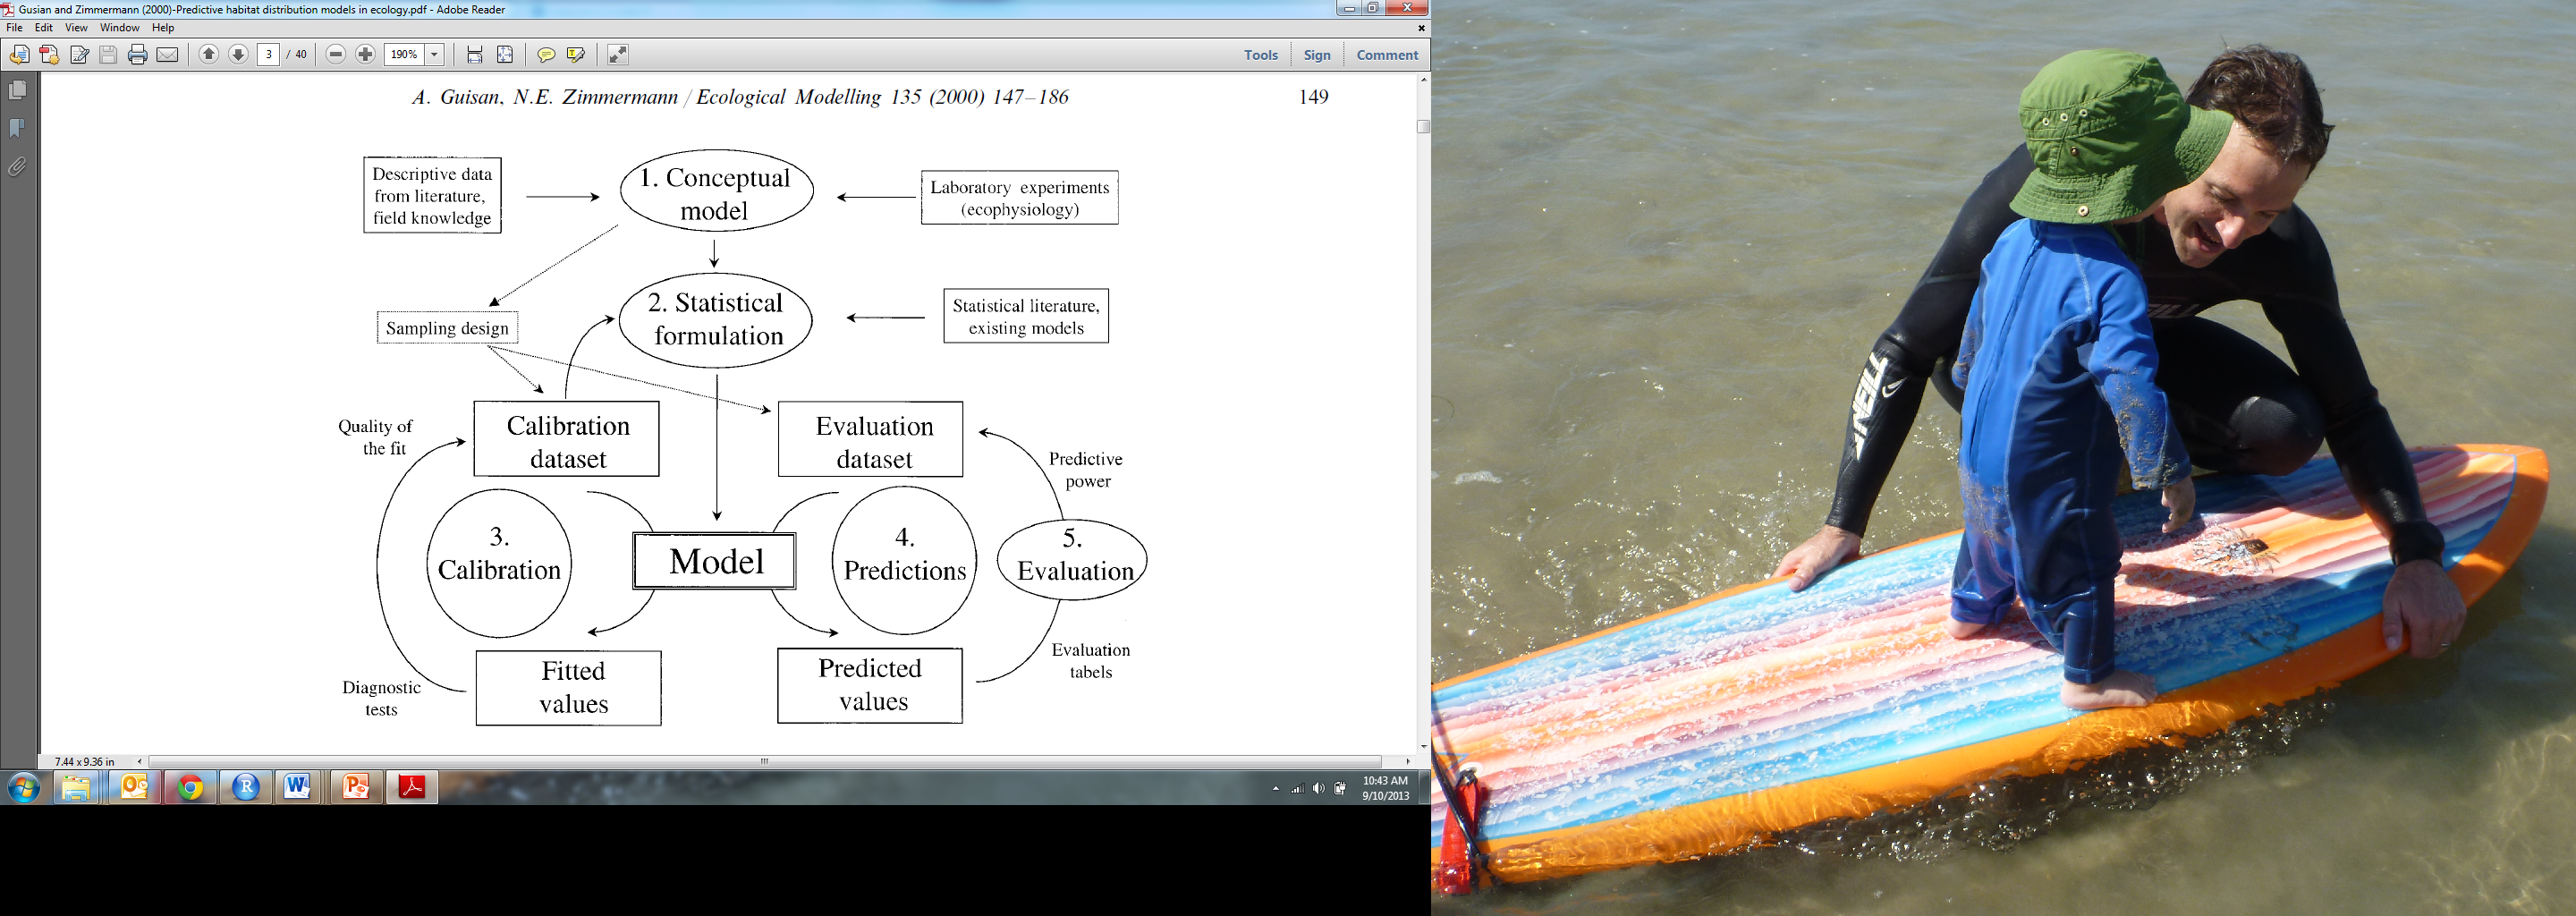 Gusian and Zimmermann (2000)-Predictive habitat distribution models in ecology.pdf - Adobe Reader
File Edit View Window Help
3 / 40 190% Tools Sign Comment
A. Guisan, N.E. Zimmermann / Ecological Modelling 135 (2000) 147–186 149
Descriptive data
from literature,
field knowledge
1. Conceptual
model
Laboratory experiments
(ecophysiology)
Sampling design
2. Statistical
formulation
Statistical literature,
existing models
Quality of
the fit
Calibration
dataset
Evaluation
dataset
Predictive
power
3.
Calibration
Model
4.
Predictions
5.
Evaluation
Diagnostic
tests
Fitted
values
Predicted
values
Evaluation
tabels
7.44 x 9.36 in
10:43 AM
9/10/2013
O'NEILL